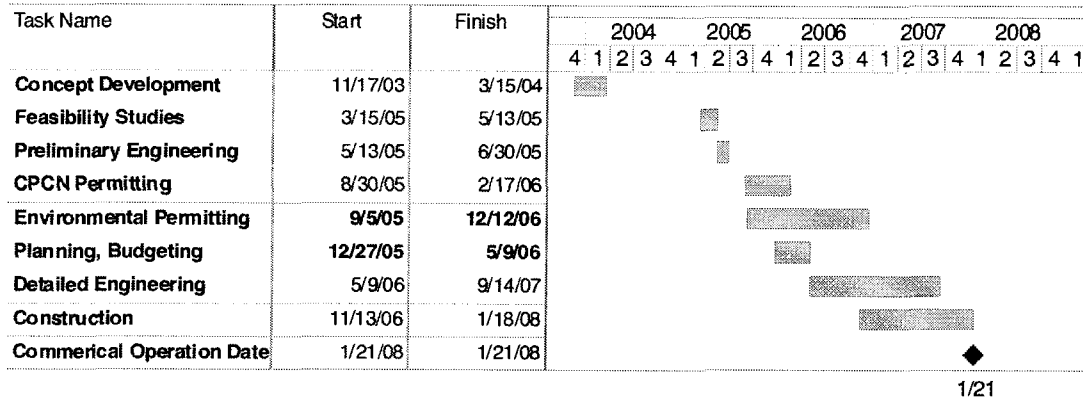 Task Name Start Finish 2004 2005 2006 2007 2008
4 1 2 3 4 1 2 3 4 1 2 3 4 1 2 3 4 1 2 3 4 1
Concept Development 11/17/03 3/15/04
Feasibility Studies 3/15/05 5/13/05
Preliminary Engineering 5/13/05 6/30/05
CPCN Permitting 8/30/05 2/17/06
Environmental Permitting 9/5/05 12/12/06
Planning, Budgeting 12/27/05 5/9/06
Detailed Engineering 5/9/06 9/14/07
Construction 11/13/06 1/18/08
Commerical Operation Date 1/21/08 1/21/08
1/21